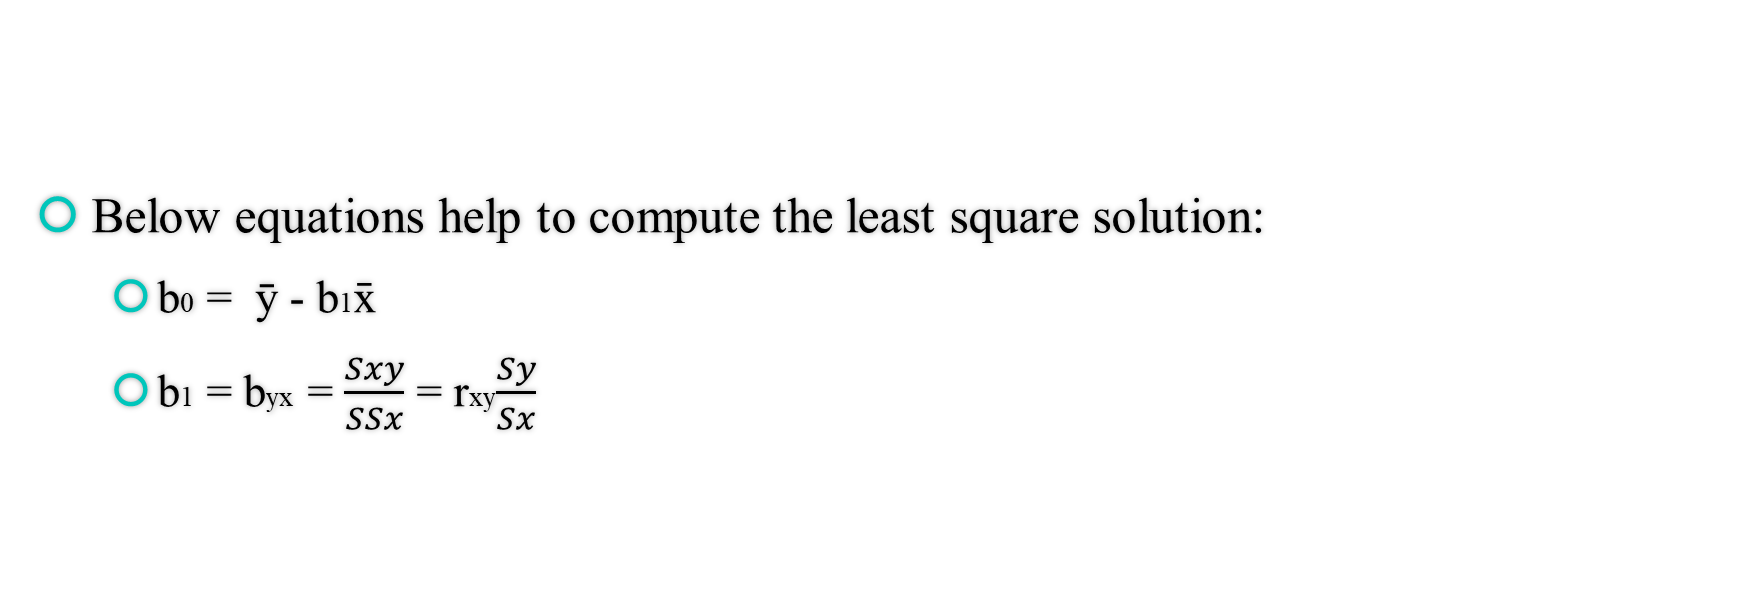 Below equations help to compute the least square solution:
b₀ = ȳ - b₁x̄
b₁ = byx = Sxy/SSx = rxy Sy/Sx